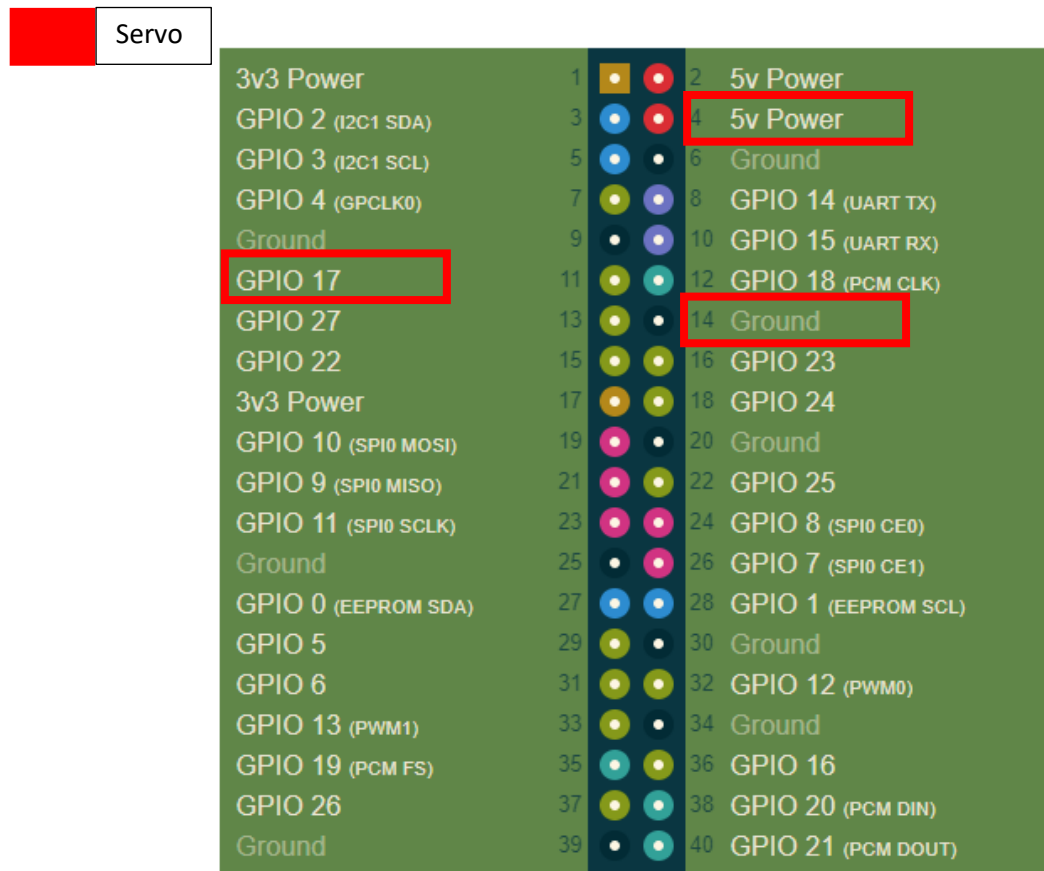 Servo
3v3 Power 1 2 5v Power
GPIO 2 (I2C1 SDA) 3 4 5v Power
GPIO 3 (I2C1 SCL) 5 6 Ground
GPIO 4 (GPCLK0) 7 8 GPIO 14 (UART TX)
Ground 9 10 GPIO 15 (UART RX)
GPIO 17 11 12 GPIO 18 (PCM CLK)
GPIO 27 13 14 Ground
GPIO 22 15 16 GPIO 23
3v3 Power 17 18 GPIO 24
GPIO 10 (SPI0 MOSI) 19 20 Ground
GPIO 9 (SPI0 MISO) 21 22 GPIO 25
GPIO 11 (SPI0 SCLK) 23 24 GPIO 8 (SPI0 CE0)
Ground 25 26 GPIO 7 (SPI0 CE1)
GPIO 0 (EEPROM SDA) 27 28 GPIO 1 (EEPROM SCL)
GPIO 5 29 30 Ground
GPIO 6 31 32 GPIO 12 (PWM0)
GPIO 13 (PWM1) 33 34 Ground
GPIO 19 (PCM FS) 35 36 GPIO 16
GPIO 26 37 38 GPIO 20 (PCM DIN)
Ground 39 40 GPIO 21 (PCM DOUT)